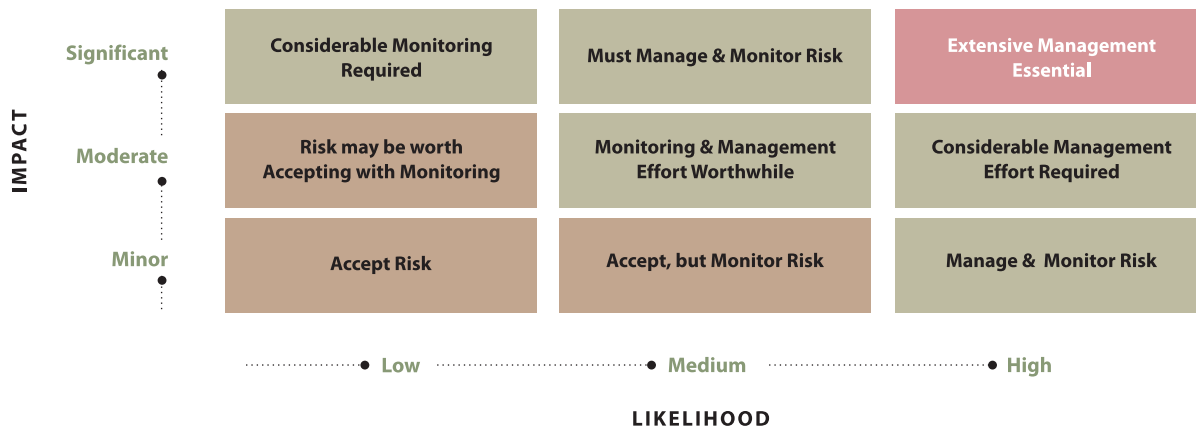 IMPACT
Significant
Considerable Monitoring
Required
Must Manage & Monitor Risk
Extensive Management
Essential
Moderate
Risk may be worth
Accepting with Monitoring
Monitoring & Management
Effort Worthwhile
Considerable Management
Effort Required
Minor
Accept Risk
Accept, but Monitor Risk
Manage & Monitor Risk
Low
Medium
High
LIKELIHOOD